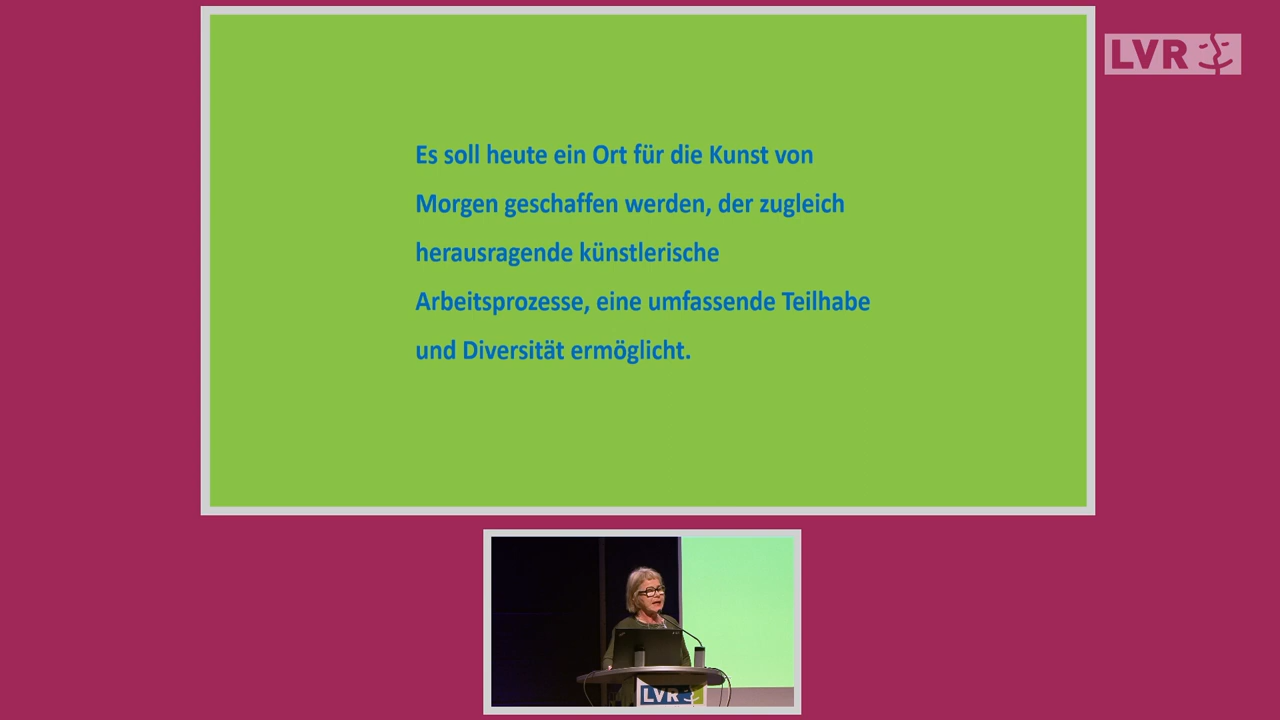 LVR
Es soll heute ein Ort für die Kunst von
Morgen geschaffen werden, der zugleich
herausragende künstlerische
Arbeitsprozesse, eine umfassende Teilhabe
und Diversität ermöglicht.
LVR